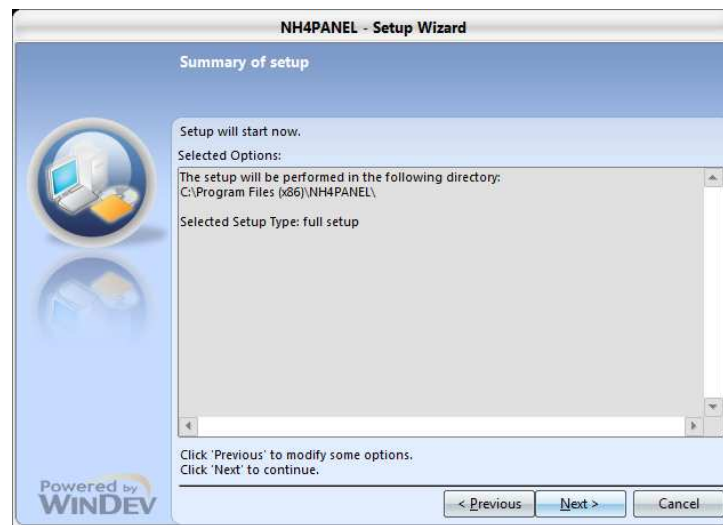 NH4PANEL - Setup Wizard
Summary of setup
Setup will start now.
Selected Options:
The setup will be performed in the following directory:
C:\Program Files (x86)\NH4PANEL\
Selected Setup Type: full setup
Click 'Previous' to modify some options.
Click 'Next' to continue.
Powered by
WINDEV
< Previous Next > Cancel